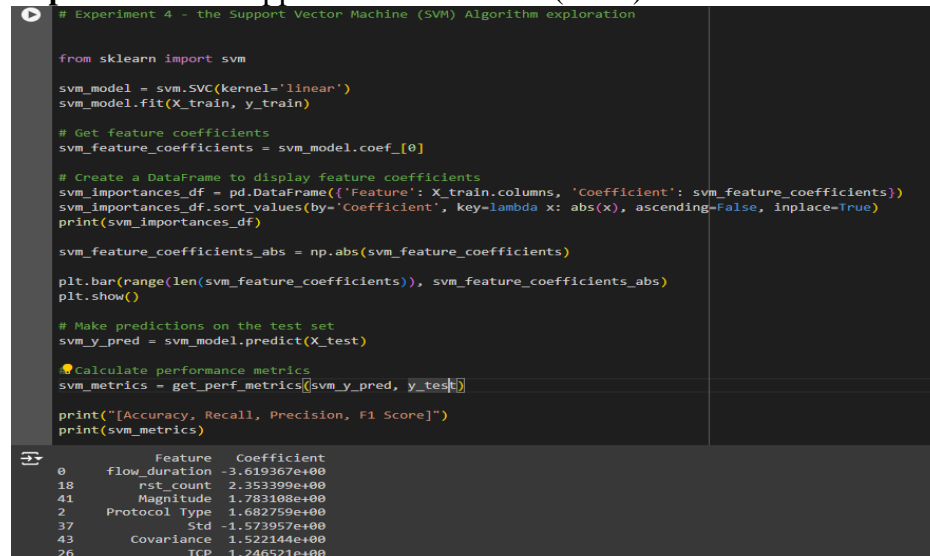 # Experiment 4 - the Support Vector Machine (SVM) Algorithm exploration
from sklearn import svm
svm_model = svm.SVC(kernel='linear')
svm_model.fit(X_train, y_train)
# Get feature coefficients
svm_feature_coefficients = svm_model.coef_[0]
# Create a DataFrame to display feature coefficients
svm_importances_df = pd.DataFrame({'Feature': X_train.columns, 'Coefficient': svm_feature_coefficients})
svm_importances_df.sort_values(by='Coefficient', key=lambda x: abs(x), ascending=False, inplace=True)
print(svm_importances_df)
svm_feature_coefficients_abs = np.abs(svm_feature_coefficients)
plt.bar(range(len(svm_feature_coefficients)), svm_feature_coefficients_abs)
plt.show()
# Make predictions on the test set
svm_y_pred = svm_model.predict(X_test)
# Calculate performance metrics
svm_metrics = get_perf_metrics(svm_y_pred, y_test)
print("[Accuracy, Recall, Precision, F1 Score]")
print(svm_metrics)
Feature Coefficient
0 flow_duration -3.619367e+00
18 rst_count 2.353399e+00
41 Magnitude 1.783108e+00
2 Protocol Type 1.682759e+00
37 Std -1.573957e+00
43 Covariance 1.522144e+00
26 TCP 1.246521e+00